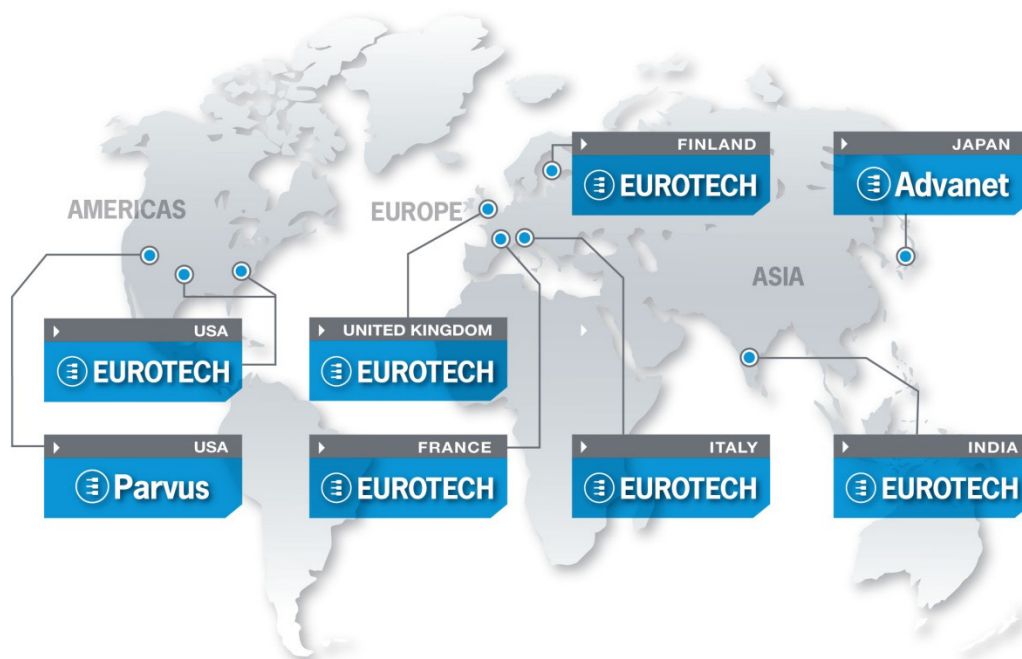 FINLAND
EUROTECH
JAPAN
Advanet
AMERICAS
EUROPE
ASIA
USA
EUROTECH
UNITED KINGDOM
EUROTECH
USA
Parvus
FRANCE
EUROTECH
ITALY
EUROTECH
INDIA
EUROTECH